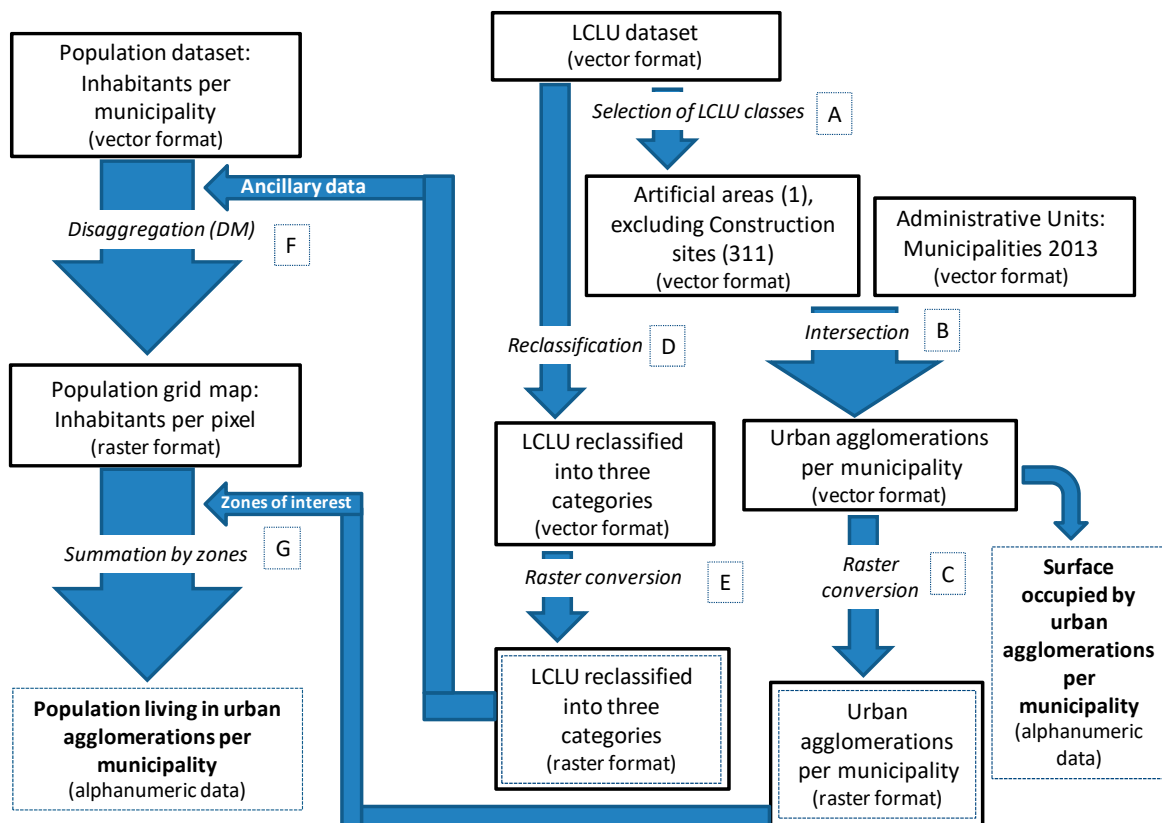 Population dataset:
Inhabitants per
municipality
(vector format)
Ancillary data
Disaggregation (DM)
F
Population grid map:
Inhabitants per pixel
(raster format)
Zones of interest
Summation by zones
G
Population living in urban
agglomerations per
municipality
(alphanumeric data)
LCLU dataset
(vector format)
Selection of LCLU classes
A
Artificial areas (1),
excluding Construction
sites (311)
(vector format)
Administrative Units:
Municipalities 2013
(vector format)
Reclassification
D
Intersection
B
LCLU reclassified
into three
categories
(vector format)
Urban agglomerations
per municipality
(vector format)
Raster conversion
E
Raster
conversion
C
Surface
occupied by
urban
agglomerations
per
municipality
(alphanumeric
data)
LCLU reclassified
into three
categories
(raster format)
Urban
agglomerations
per municipality
(raster format)